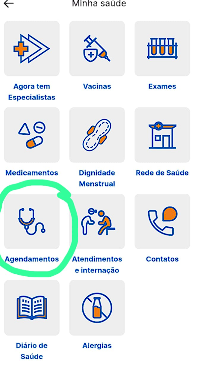 Minha saúde
Agora tem
Especialistas
Vacinas
Exames
Medicamentos
Dignidade
Menstrual
Rede de Saúde
Agendamentos
Atendimentos
e internação
Contatos
Diário de
Saúde
Alergias